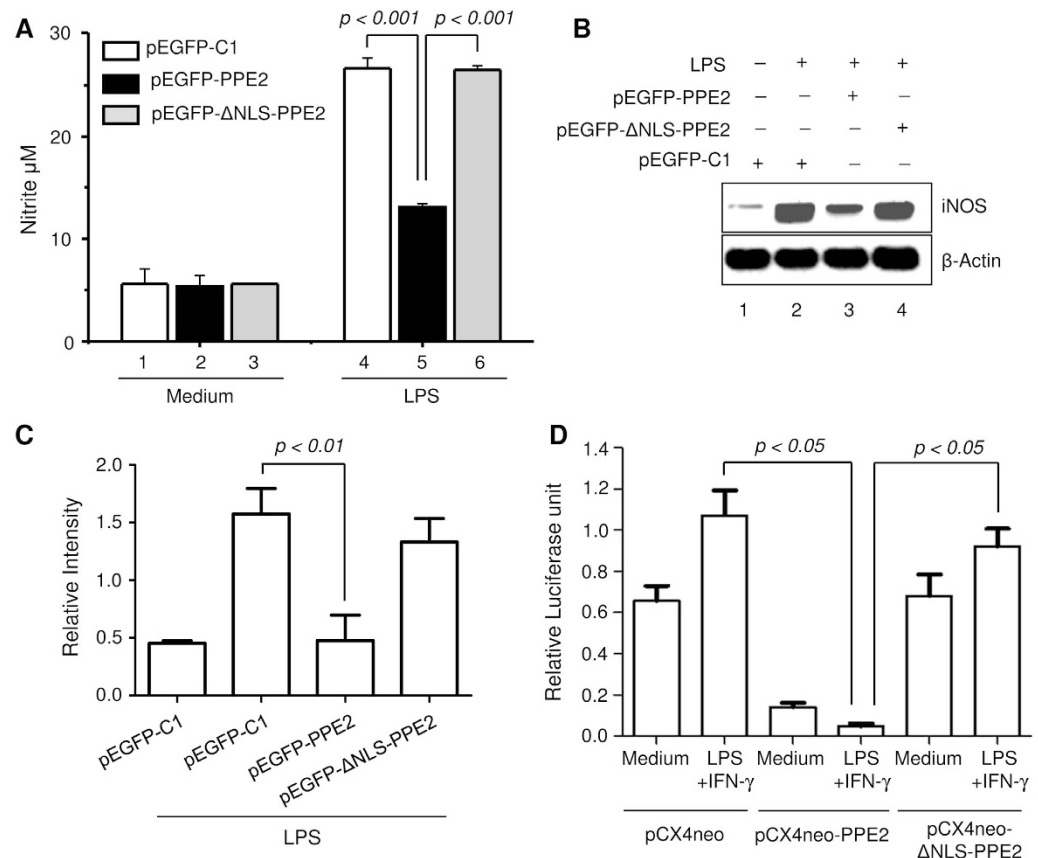 A
p < 0.001 p < 0.001
30
20
10
0
Nitrite µM
pEGFP-C1
pEGFP-PPE2
pEGFP-ΔNLS-PPE2
1 2 3 4 5 6
Medium LPS
B
LPS – + + +
pEGFP-PPE2 – – + –
pEGFP-ΔNLS-PPE2 – – – +
pEGFP-C1 + + – –
iNOS
β-Actin
1 2 3 4
C
p < 0.01
2.0
1.5
1.0
0.5
0.0
Relative Intensity
pEGFP-C1
pEGFP-C1
pEGFP-PPE2
pEGFP-ΔNLS-PPE2
LPS
D
p < 0.05 p < 0.05
1.4
1.2
1.0
0.8
0.6
0.4
0.2
0.0
Relative Luciferase unit
Medium LPS Medium LPS Medium LPS
+IFN-γ +IFN-γ +IFN-γ
pCX4neo pCX4neo-PPE2 pCX4neo-
ΔNLS-PPE2